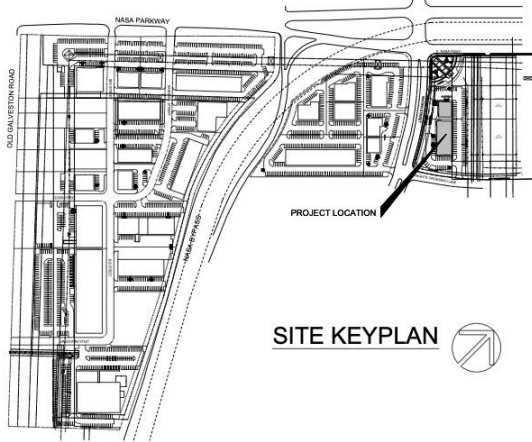 NASA PARKWAY
OLD GALVESTON ROAD
NASA BYPASS
PROJECT LOCATION
SITE KEYPLAN